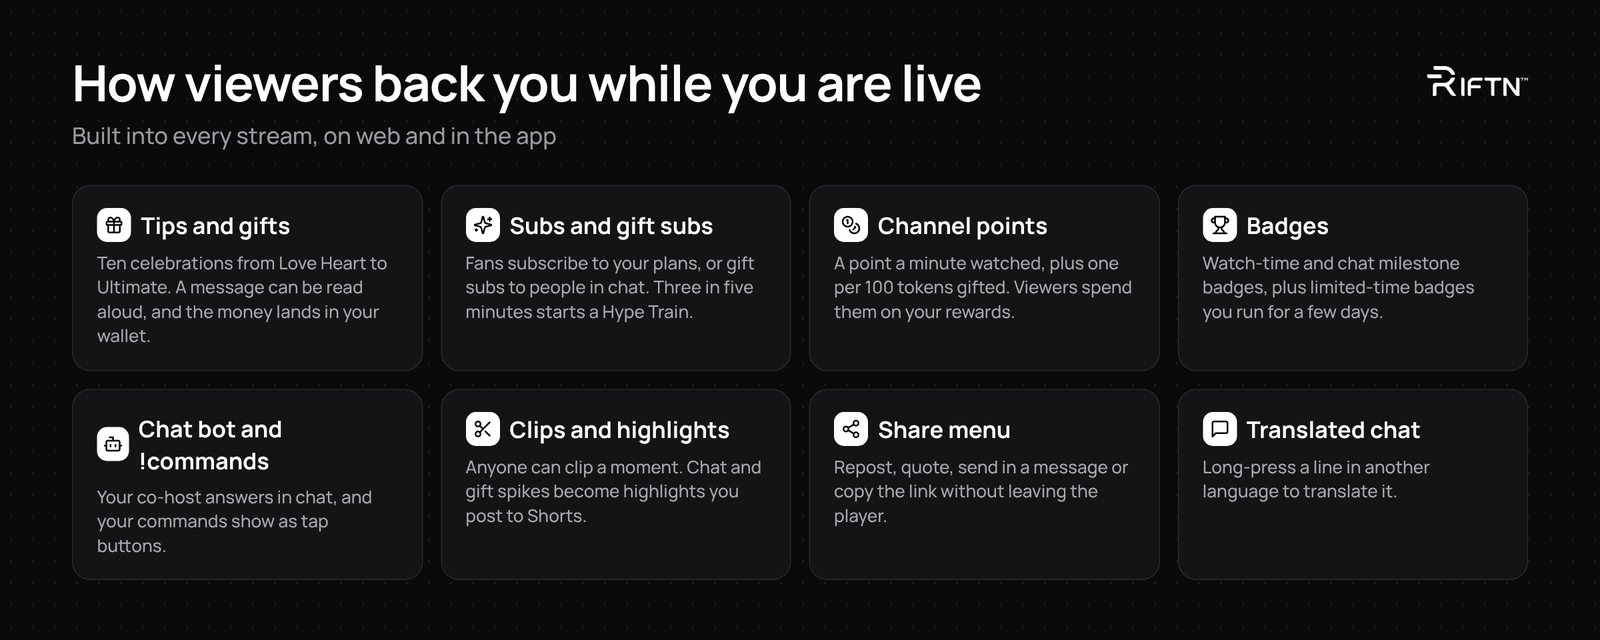 How viewers back you while you are live
RIFTN™
Built into every stream, on web and in the app
Tips and gifts
Ten celebrations from Love Heart to
Ultimate. A message can be read
aloud, and the money lands in your
wallet.
Subs and gift subs
Fans subscribe to your plans, or gift
subs to people in chat. Three in five
minutes starts a Hype Train.
Channel points
A point a minute watched, plus one
per 100 tokens gifted. Viewers spend
them on your rewards.
Badges
Watch-time and chat milestone
badges, plus limited-time badges
you run for a few days.
Chat bot and
!commands
Your co-host answers in chat, and
your commands show as tap
buttons.
Clips and highlights
Anyone can clip a moment. Chat and
gift spikes become highlights you
post to Shorts.
Share menu
Repost, quote, send in a message or
copy the link without leaving the
player.
Translated chat
Long-press a line in another
language to translate it.